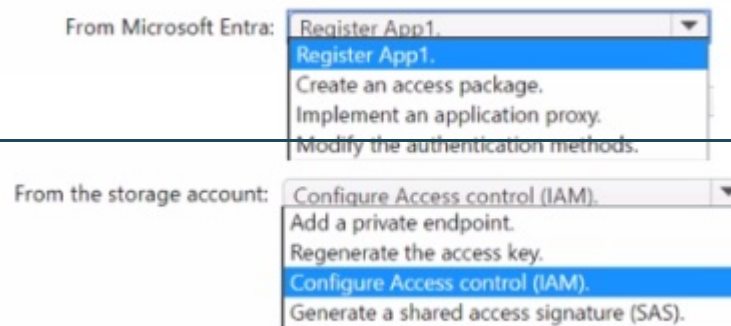 From Microsoft Entra: Register App1.
Register App1.
Create an access package.
Implement an application proxy.
Modify the authentication methods.
From the storage account: Configure Access control (IAM).
Add a private endpoint.
Regenerate the access key.
Configure Access control (IAM).
Generate a shared access signature (SAS).